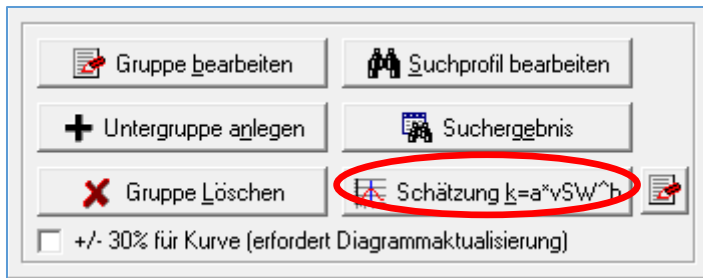 Gruppe bearbeiten
Suchprofil bearbeiten
Untergruppe anlegen
Suchergebnis
Gruppe Löschen
Schätzung k=a*vSW^b
+/- 30% für Kurve (erfordert Diagrammaktualisierung)